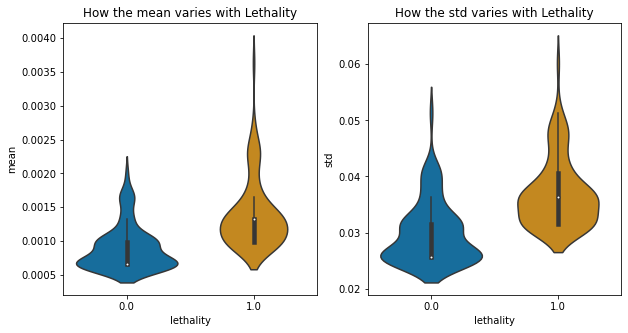 How the mean varies with Lethality
How the std varies with Lethality
0.0040
0.0035
0.0030
0.0025
0.0020
0.0015
0.0010
0.0005
mean
0.0
1.0
lethality
0.06
0.05
0.04
0.03
0.02
std
0.0
1.0
lethality